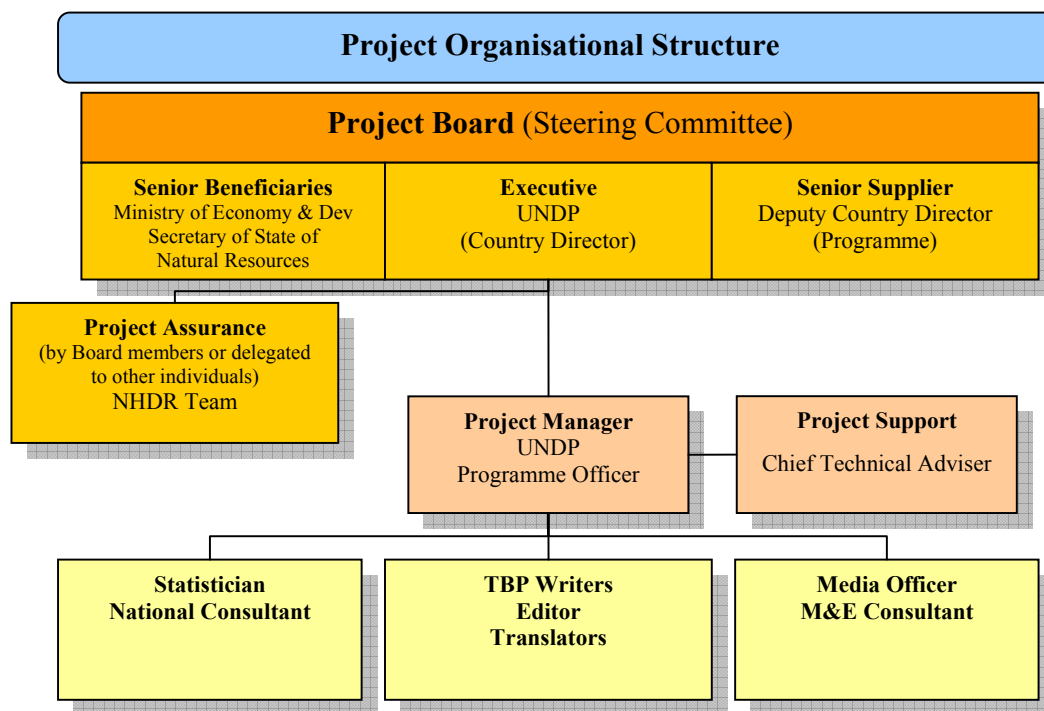 Project Organisational Structure
Project Board (Steering Committee)
Senior Beneficiaries
Ministry of Economy & Dev
Secretary of State of
Natural Resources
Executive
UNDP
(Country Director)
Senior Supplier
Deputy Country Director
(Programme)
Project Assurance
(by Board members or delegated
to other individuals)
NHDR Team
Project Manager
UNDP
Programme Officer
Project Support
Chief Technical Adviser
Statistician
National Consultant
TBP Writers
Editor
Translators
Media Officer
M&E Consultant